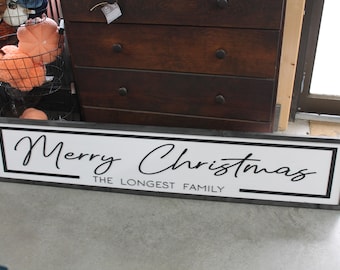 Merry Christmas
THE LONGEST FAMILY